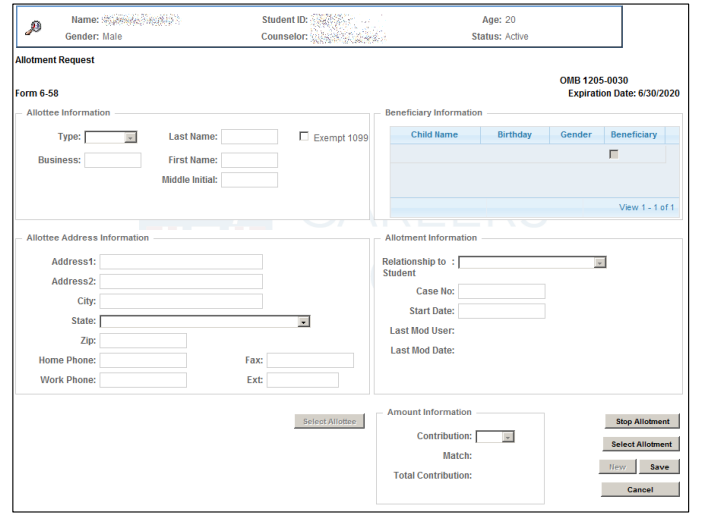 Name: Student ID: Age: 20
Gender: Male Counselor: Status: Active
Allotment Request
OMB 1205-0030
Form 6-58 Expiration Date: 6/30/2020
Allottee Information
Type: Last Name: Exempt 1099
Business: First Name:
Middle Initial:
Beneficiary Information
Child Name Birthday Gender Beneficiary
View 1 - 1 of 1
CAREERS
Allottee Address Information
Address1:
Address2:
City:
State:
Zip:
Home Phone: Fax:
Work Phone: Ext:
Allotment Information
Relationship to :
Student
Case No:
Start Date:
Last Mod User:
Last Mod Date:
Select Allottee
Amount Information
Contribution:
Match:
Total Contribution:
Stop Allotment
Select Allotment
New Save
Cancel